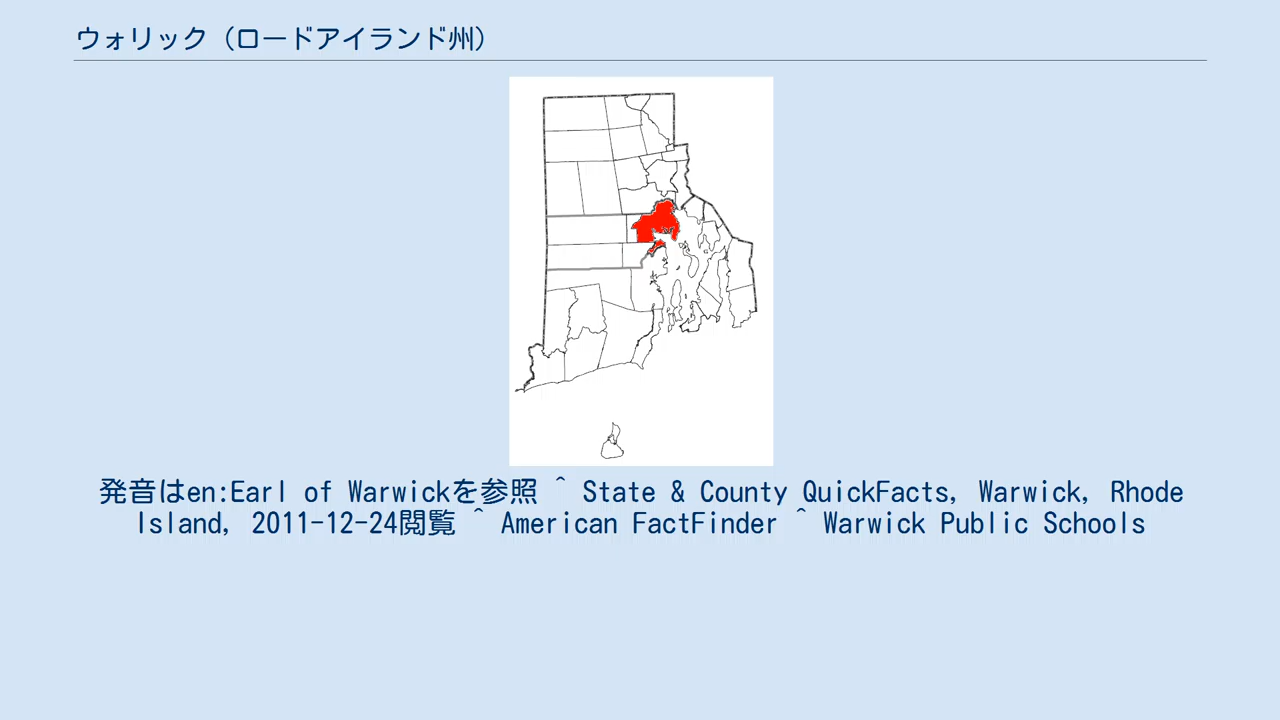 ウォリック（ロードアイランド州）
発音はen:Earl of Warwickを参照 ^ State & County QuickFacts, Warwick, Rhode
Island, 2011-12-24閲覧 ^ American FactFinder ^ Warwick Public Schools